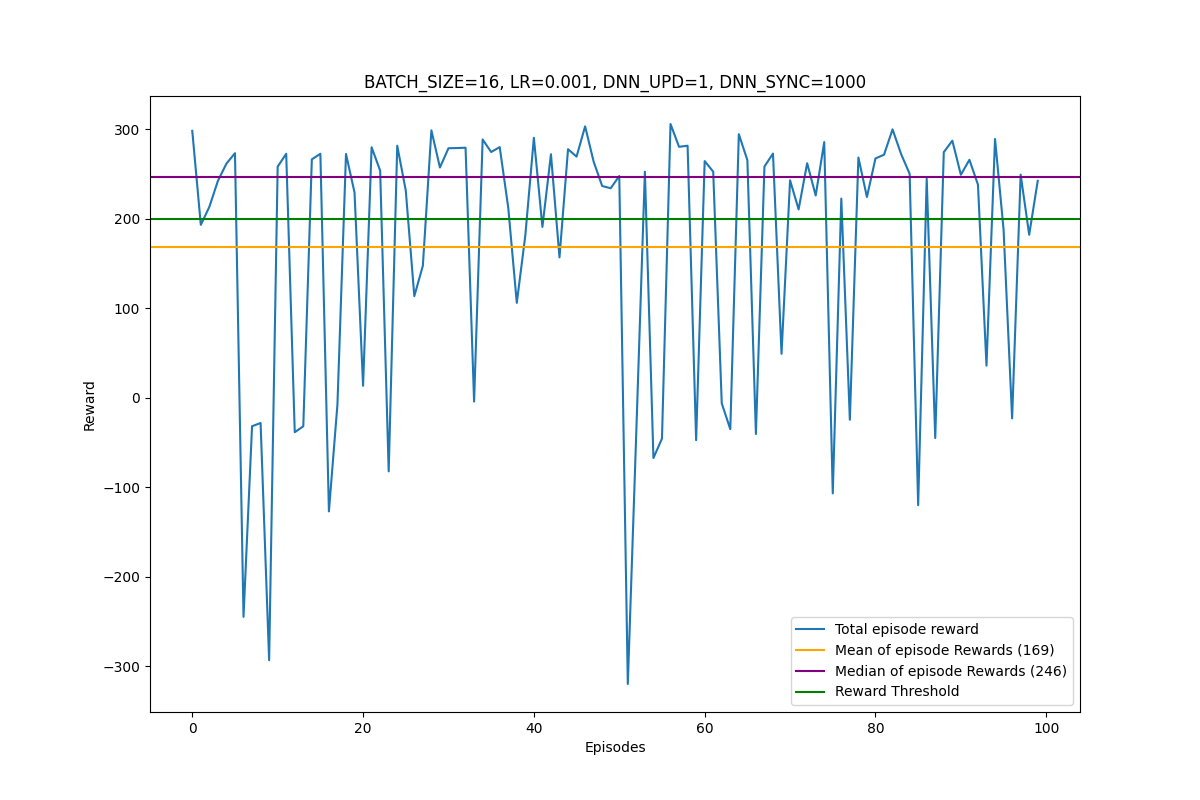 BATCH_SIZE=16, LR=0.001, DNN_UPD=1, DNN_SYNC=1000
300
200
100
0
−100
−200
−300
Reward
0
20
40
60
80
100
Episodes
Total episode reward
Mean of episode Rewards (169)
Median of episode Rewards (246)
Reward Threshold